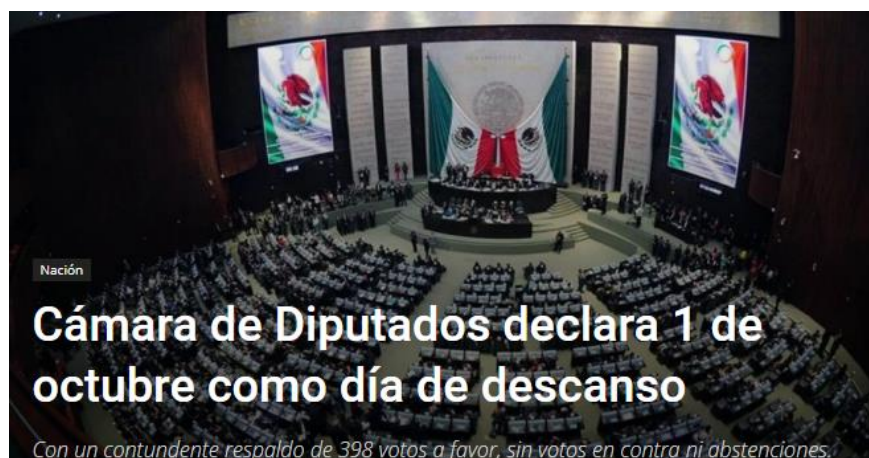 Nación
Cámara de Diputados declara 1 de
octubre como día de descanso
Con un contundente respaldo de 398 votos a favor, sin votos en contra ni abstenciones.